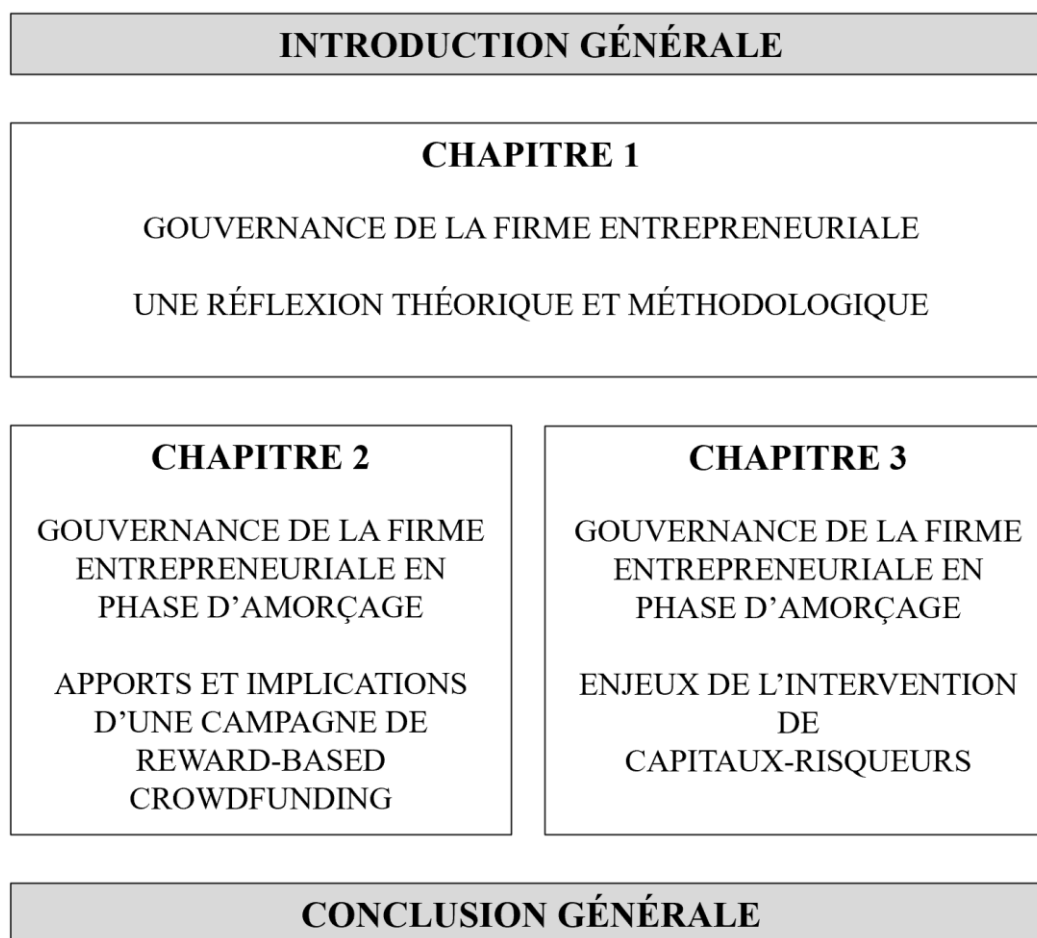 INTRODUCTION GÉNÉRALE
CHAPITRE 1
GOUVERNANCE DE LA FIRME ENTREPRENEURIALE
UNE RÉFLEXION THÉORIQUE ET MÉTHODOLOGIQUE
CHAPITRE 2
GOUVERNANCE DE LA FIRME
ENTREPRENEURIALE EN
PHASE D’AMORÇAGE
APPORTS ET IMPLICATIONS
D’UNE CAMPAGNE DE
REWARD-BASED
CROWDFUNDING
CHAPITRE 3
GOUVERNANCE DE LA FIRME
ENTREPRENEURIALE EN
PHASE D’AMORÇAGE
ENJEUX DE L’INTERVENTION
DE
CAPITAUX-RISQUEURS
CONCLUSION GÉNÉRALE